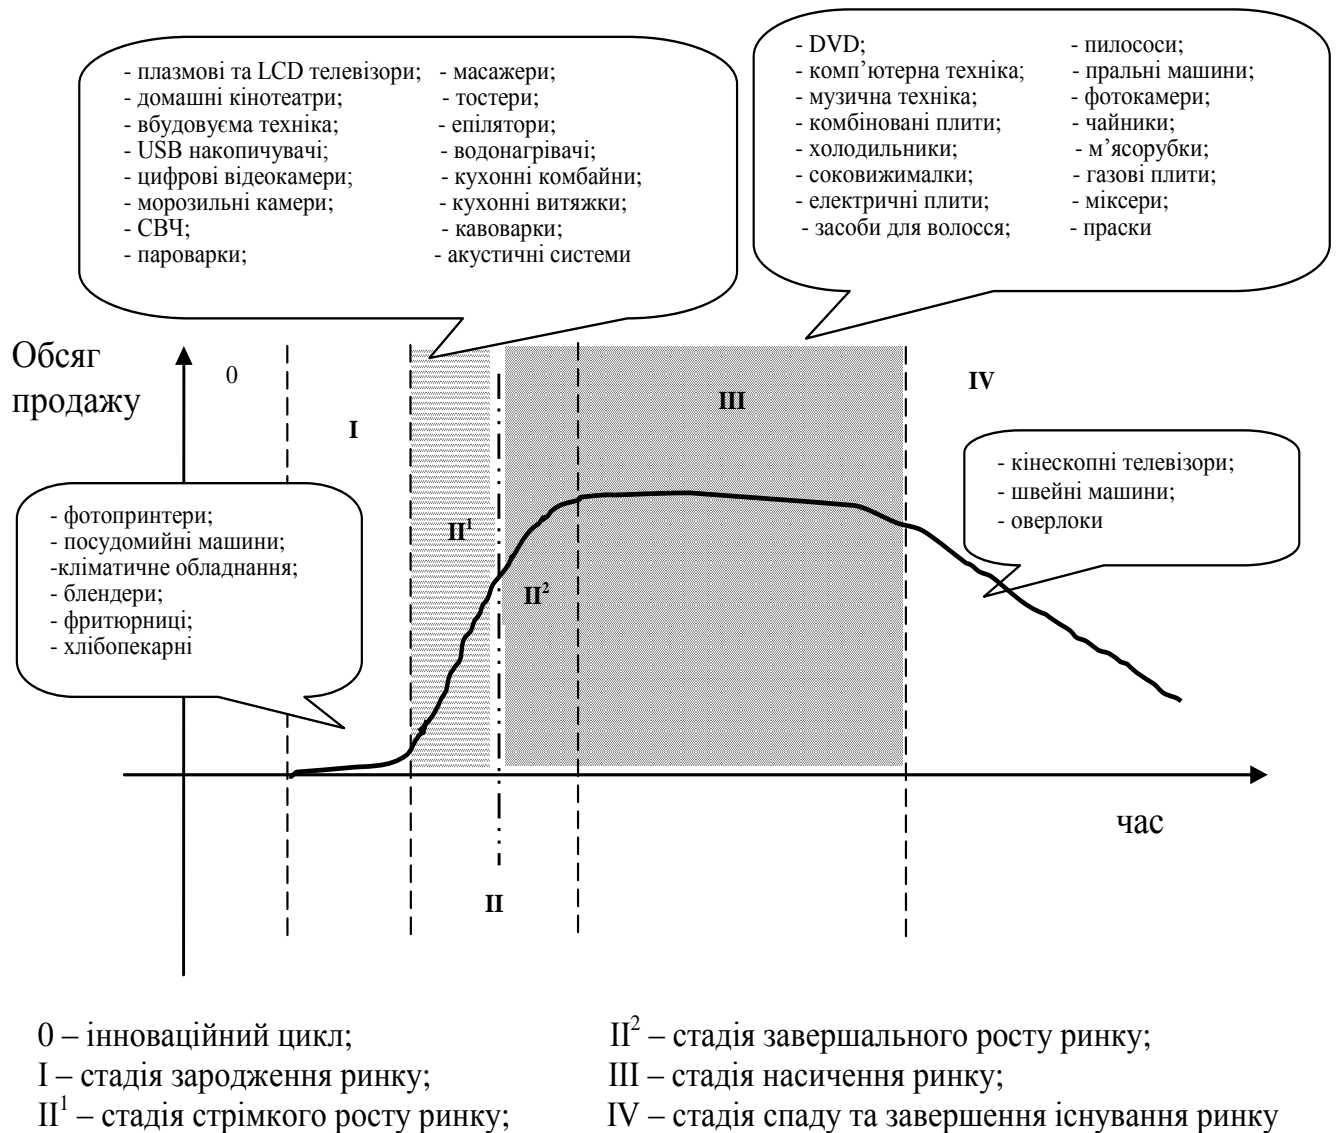 - плазмові та LCD телевізори; - масажери;
- домашні кінотеатри; - тостери;
- вбудовуєма техніка; - епілятори;
- USB накопичувачі; - водонагрівачі;
- цифрові відеокамери; - кухонні комбайни;
- морозильні камери; - кухонні витяжки;
- СВЧ; - кавоварки;
- пароварки; - акустичні системи
- DVD; - пилососи;
- комп’ютерна техніка; - пральні машини;
- музична техніка; - фотокамери;
- комбіновані плити; - чайники;
- холодильники; - м’ясорубки;
- соковижималки; - газові плити;
- електричні плити; - міксери;
- засоби для волосся; - праски
Обсяг
продажу
0
I
III
IV
- кінескопні телевізори;
- швейні машини;
- оверлоки
- фотопринтери;
- посудомийні машини;
-кліматичне обладнання;
- блендери;
- фритюрниці;
- хлібопекарні
II¹
II²
час
II
0 – інноваційний цикл; II² – стадія завершального росту ринку;
I – стадія зародження ринку; III – стадія насичення ринку;
II¹ – стадія стрімкого росту ринку; IV – стадія спаду та завершення існування ринку